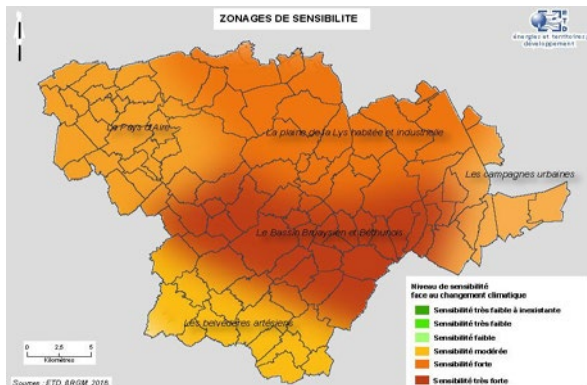 ZONAGES DE SENSIBILITE
énergies et territoires
développement
Le Pays d'Aire
La plaine de la Lys habitée et industrielle
Les campagnes urbaines
Le Bassin Bruaysien et Béthunois
Les belvédères artésiens
Niveau de sensibilité
face au changement climatique
Sensibilité très faible à inexistante
Sensibilité très faible
Sensibilité faible
Sensibilité modérée
Sensibilité forte
Sensibilité très forte
0 2,5 5
Kilomètres
Sources : ETD, BRGM, 2015